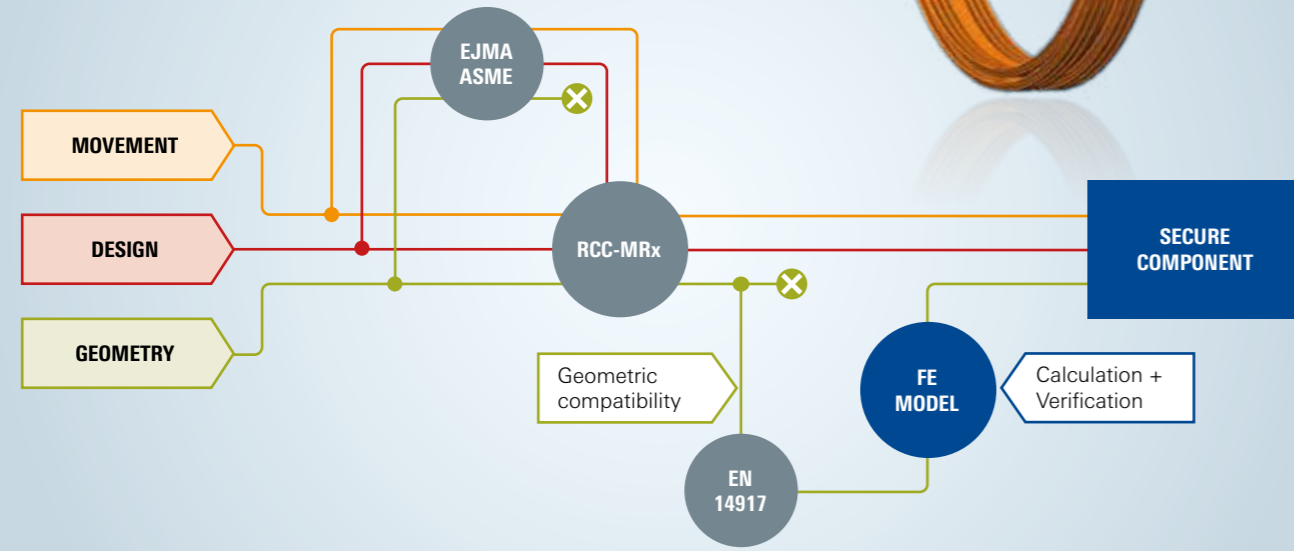 EJMA
ASME
MOVEMENT
DESIGN
RCC-MRx
SECURE
COMPONENT
GEOMETRY
Geometric
compatibility
FE
MODEL
Calculation +
Verification
EN
14917